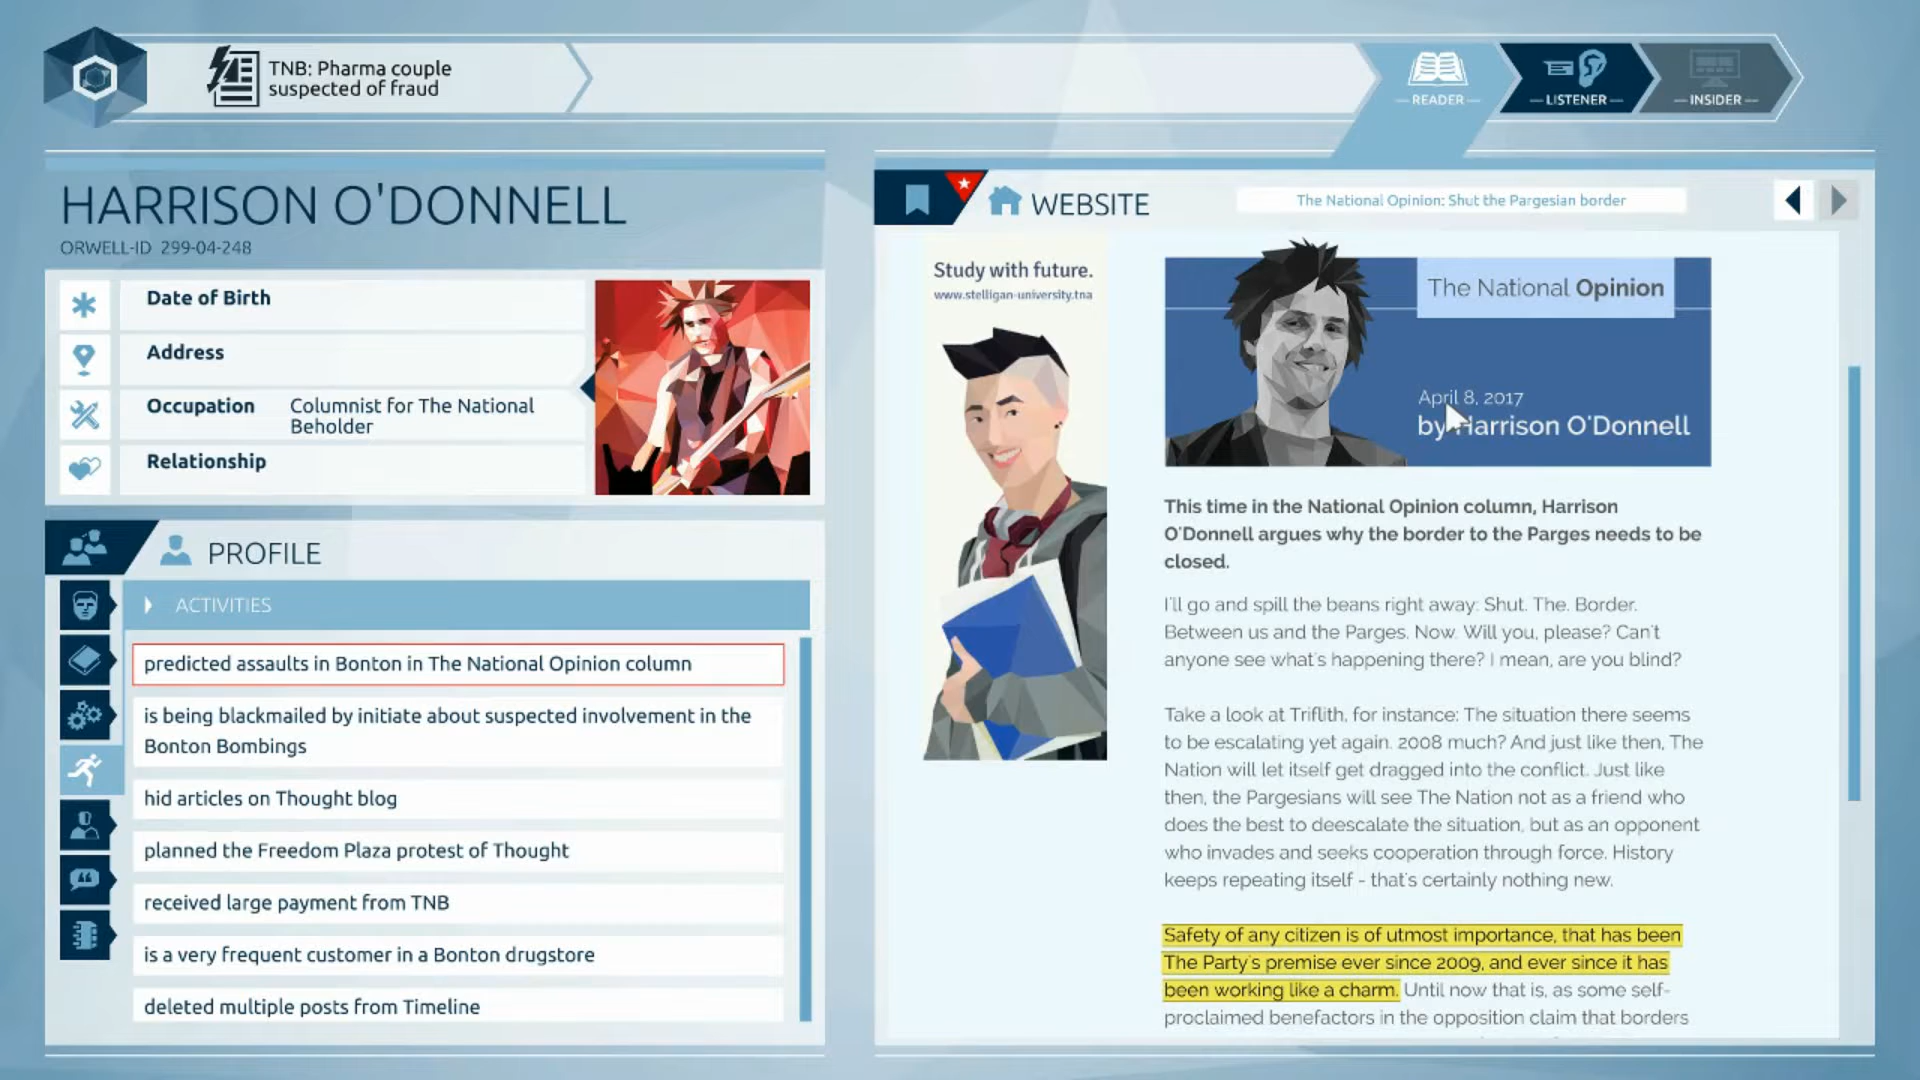 TNB: Pharma couple
suspected of fraud
READER
LISTENER
INSIDER
HARRISON O'DONNELL
ORWELL-ID 299-04-248
Date of Birth
Address
Occupation Columnist for The National
Beholder
Relationship
PROFILE
ACTIVITIES
predicted assaults in Bonton in The National Opinion column
is being blackmailed by initiate about suspected involvement in the
Bonton Bombings
hid articles on Thought blog
planned the Freedom Plaza protest of Thought
received large payment from TNB
is a very frequent customer in a Bonton drugstore
deleted multiple posts from Timeline
WEBSITE
The National Opinion: Shut the Pargesian border
Study with future.
www.stelligan-university.tna
The National Opinion
April 8, 2017
by Harrison O'Donnell
This time in the National Opinion column, Harrison
O'Donnell argues why the border to the Parges needs to be
closed.
I'll go and spill the beans right away: Shut. The. Border.
Between us and the Parges. Now. Will you, please? Can't
anyone see what's happening there? I mean, are you blind?
Take a look at Triflith, for instance: The situation there seems
to be escalating yet again. 2008 much? And just like then, The
Nation will let itself get dragged into the conflict. Just like
then, the Pargesians will see The Nation not as a friend who
does the best to deescalate the situation, but as an opponent
who invades and seeks cooperation through force. History
keeps repeating itself - that's certainly nothing new.
Safety of any citizen is of utmost importance, that has been
The Party's premise ever since 2009, and ever since it has
been working like a charm. Until now that is, as some self-
proclaimed benefactors in the opposition claim that borders